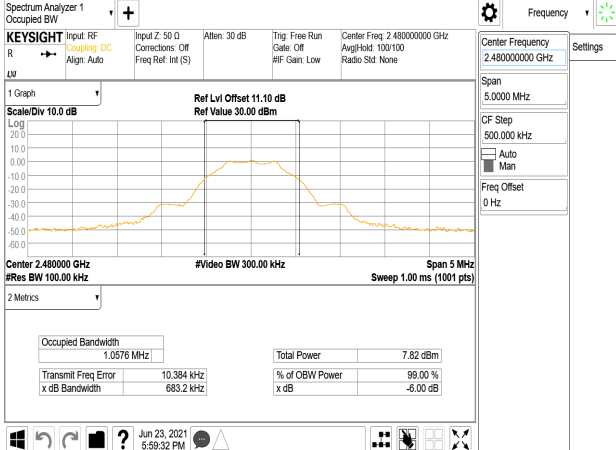 Spectrum Analyzer 1
Occupied BW
Frequency
KEYSIGHT
R
LXI
Input: RF
Coupling: DC
Align: Auto
Input Z: 50 Ω
Corrections: Off
Freq Ref: Int (S)
Atten: 30 dB
Trig: Free Run
Gate: Off
#IF Gain: Low
Center Freq: 2.480000000 GHz
Avg|Hold: 100/100
Radio Std: None
Center Frequency
2.480000000 GHz
Settings
Span
5.0000 MHz
CF Step
500.000 kHz
Auto
Man
Freq Offset
0 Hz
1 Graph
Scale/Div 10.0 dB
Ref Lvl Offset 11.10 dB
Ref Value 30.00 dBm
Log
20.0
10.0
0.00
-10.0
-20.0
-30.0
-40.0
-50.0
-60.0
Center 2.480000 GHz
#Video BW 300.00 kHz
Span 5 MHz
#Res BW 100.00 kHz
Sweep 1.00 ms (1001 pts)
2 Metrics
Occupied Bandwidth
1.0576 MHz
Total Power 7.82 dBm
Transmit Freq Error 10.384 kHz
% of OBW Power 99.00 %
x dB Bandwidth 683.2 kHz
x dB -6.00 dB
?
Jun 23, 2021
5:59:32 PM